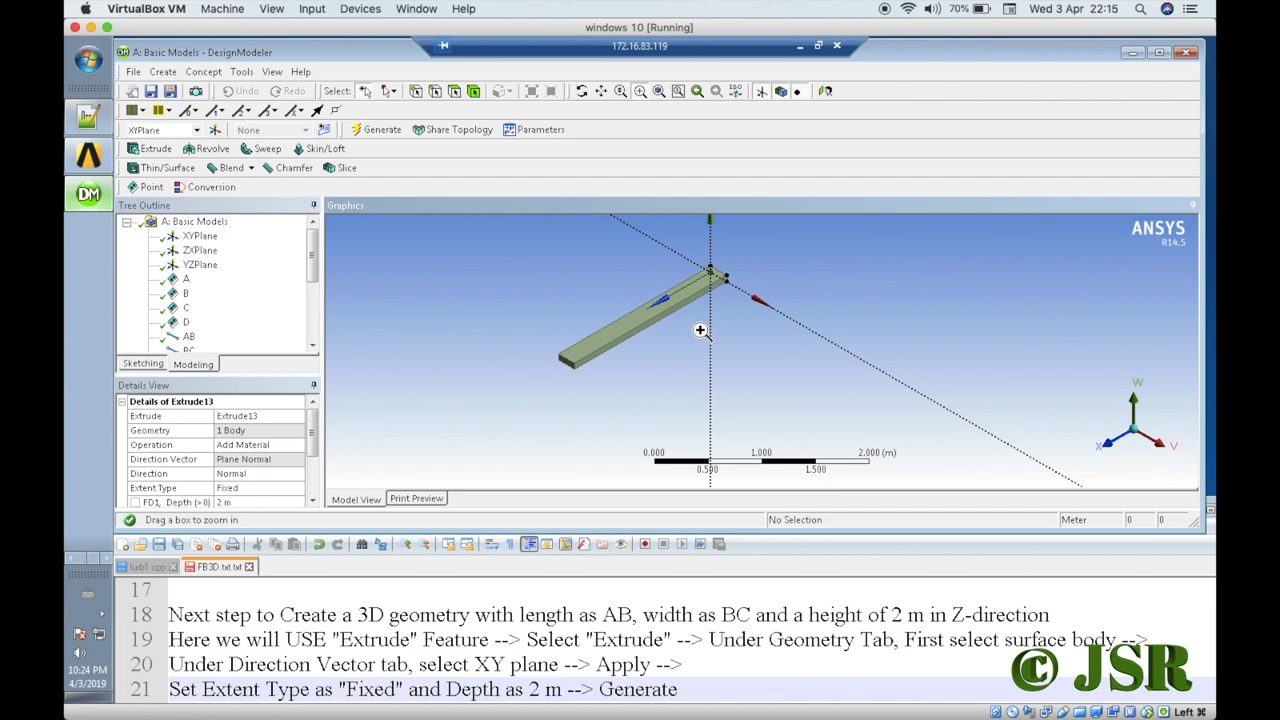 VirtualBox VM Machine View Input Devices Window Help 70% Wed 3 Apr 22:15
windows 10 [Running]
172.16.83.119
DM A: Basic Models - DesignModeler
File Create Concept Tools View Help
Undo Redo Select:
XYPlane None Generate Share Topology Parameters
Extrude Revolve Sweep Skin/Loft
Thin/Surface Blend Chamfer Slice
Point Conversion
DM
Tree Outline
A: Basic Models
XYPlane
ZXPlane
YZPlane
A
B
C
D
AB
BC
Sketching Modeling
Details View
Details of Extrude13
Extrude Extrude13
Geometry 1 Body
Operation Add Material
Direction Vector Plane Normal
Direction Normal
Extent Type Fixed
FD1, Depth (>0) 2 m
Graphics
ANSYS
R14.5
W
X V
0.000 1.000 2.000 (m)
0.500 1.500
Model View Print Preview
Drag a box to zoom in No Selection Meter 0 0
turb1.cpp FB3D.txt.txt
17
18 Next step to Create a 3D geometry with length as AB, width as BC and a height of 2 m in Z-direction
19 Here we will USE "Extrude" Feature --> Select "Extrude" --> Under Geometry Tab, First select surface body -->
20 Under Direction Vector tab, select XY plane --> Apply -->
21 Set Extent Type as "Fixed" and Depth as 2 m --> Generate
10:24 PM
4/3/2019
© JSR
Left ⌘